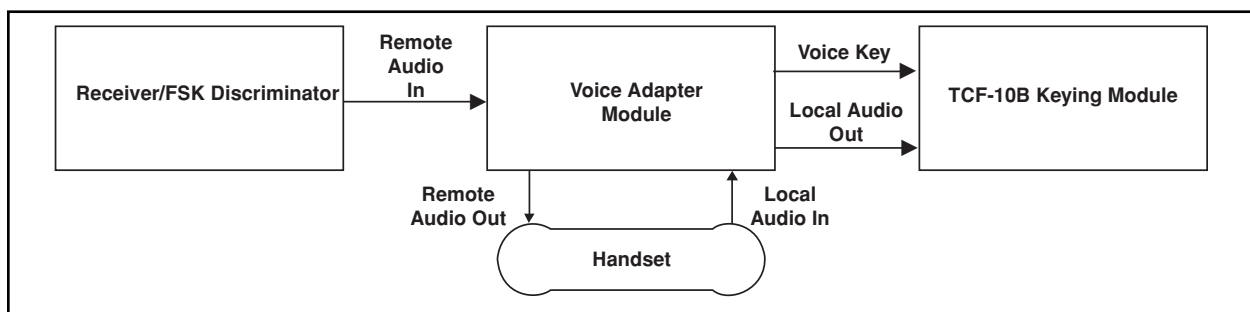 Receiver/FSK Discriminator
Remote
Audio
In
Voice Adapter
Module
Voice Key
Local Audio
Out
TCF-10B Keying Module
Remote
Audio Out
Local
Audio In
Handset